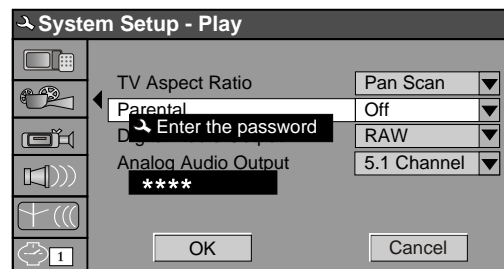 System Setup - Play
TV Aspect Ratio Pan Scan
Parental Off
Enter the password
RAW
Analog Audio Output 5.1 Channel
****
1
OK Cancel